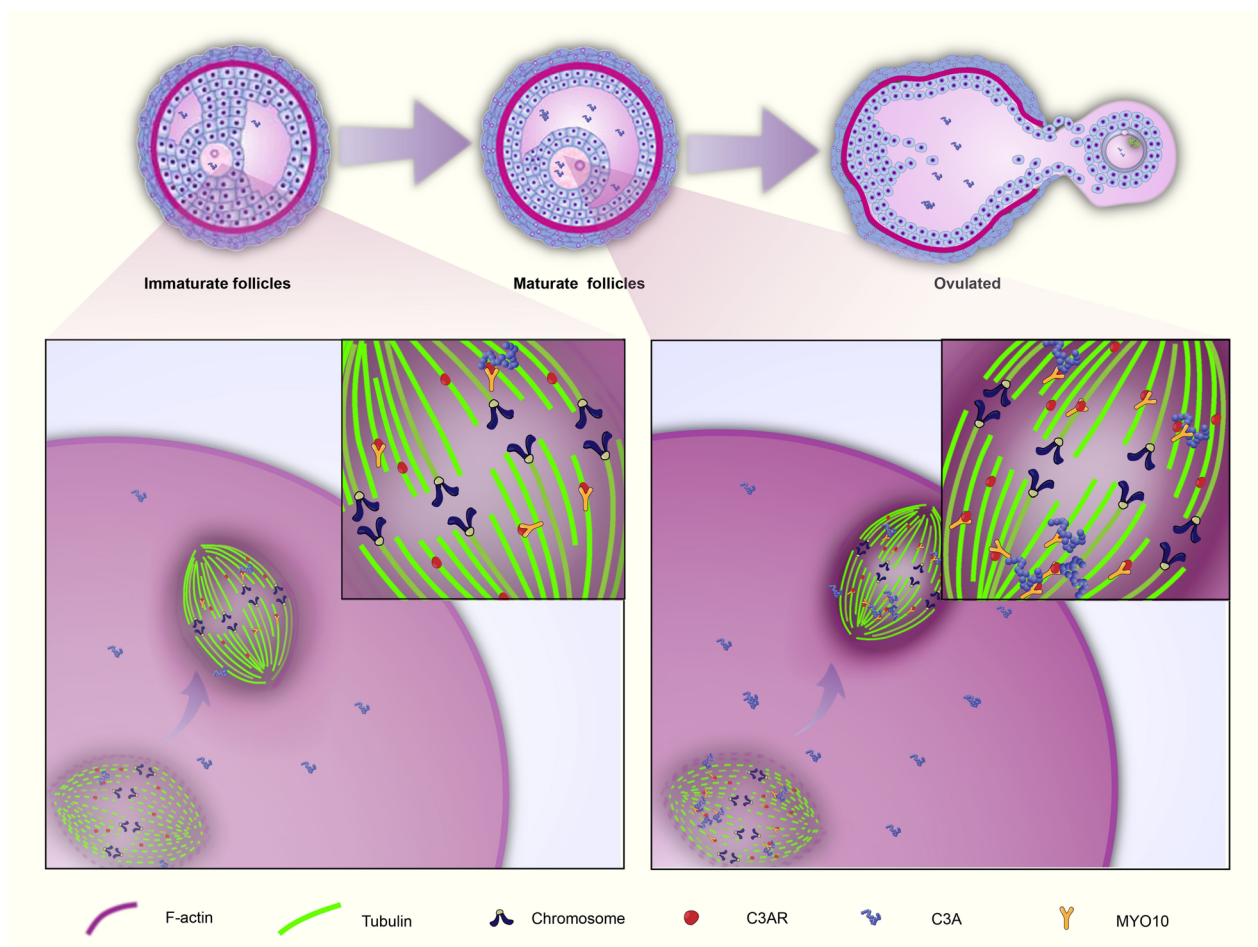 Immaturate follicles
Maturate follicles
Ovulated
F-actin
Tubulin
Chromosome
C3AR
C3A
MYO10